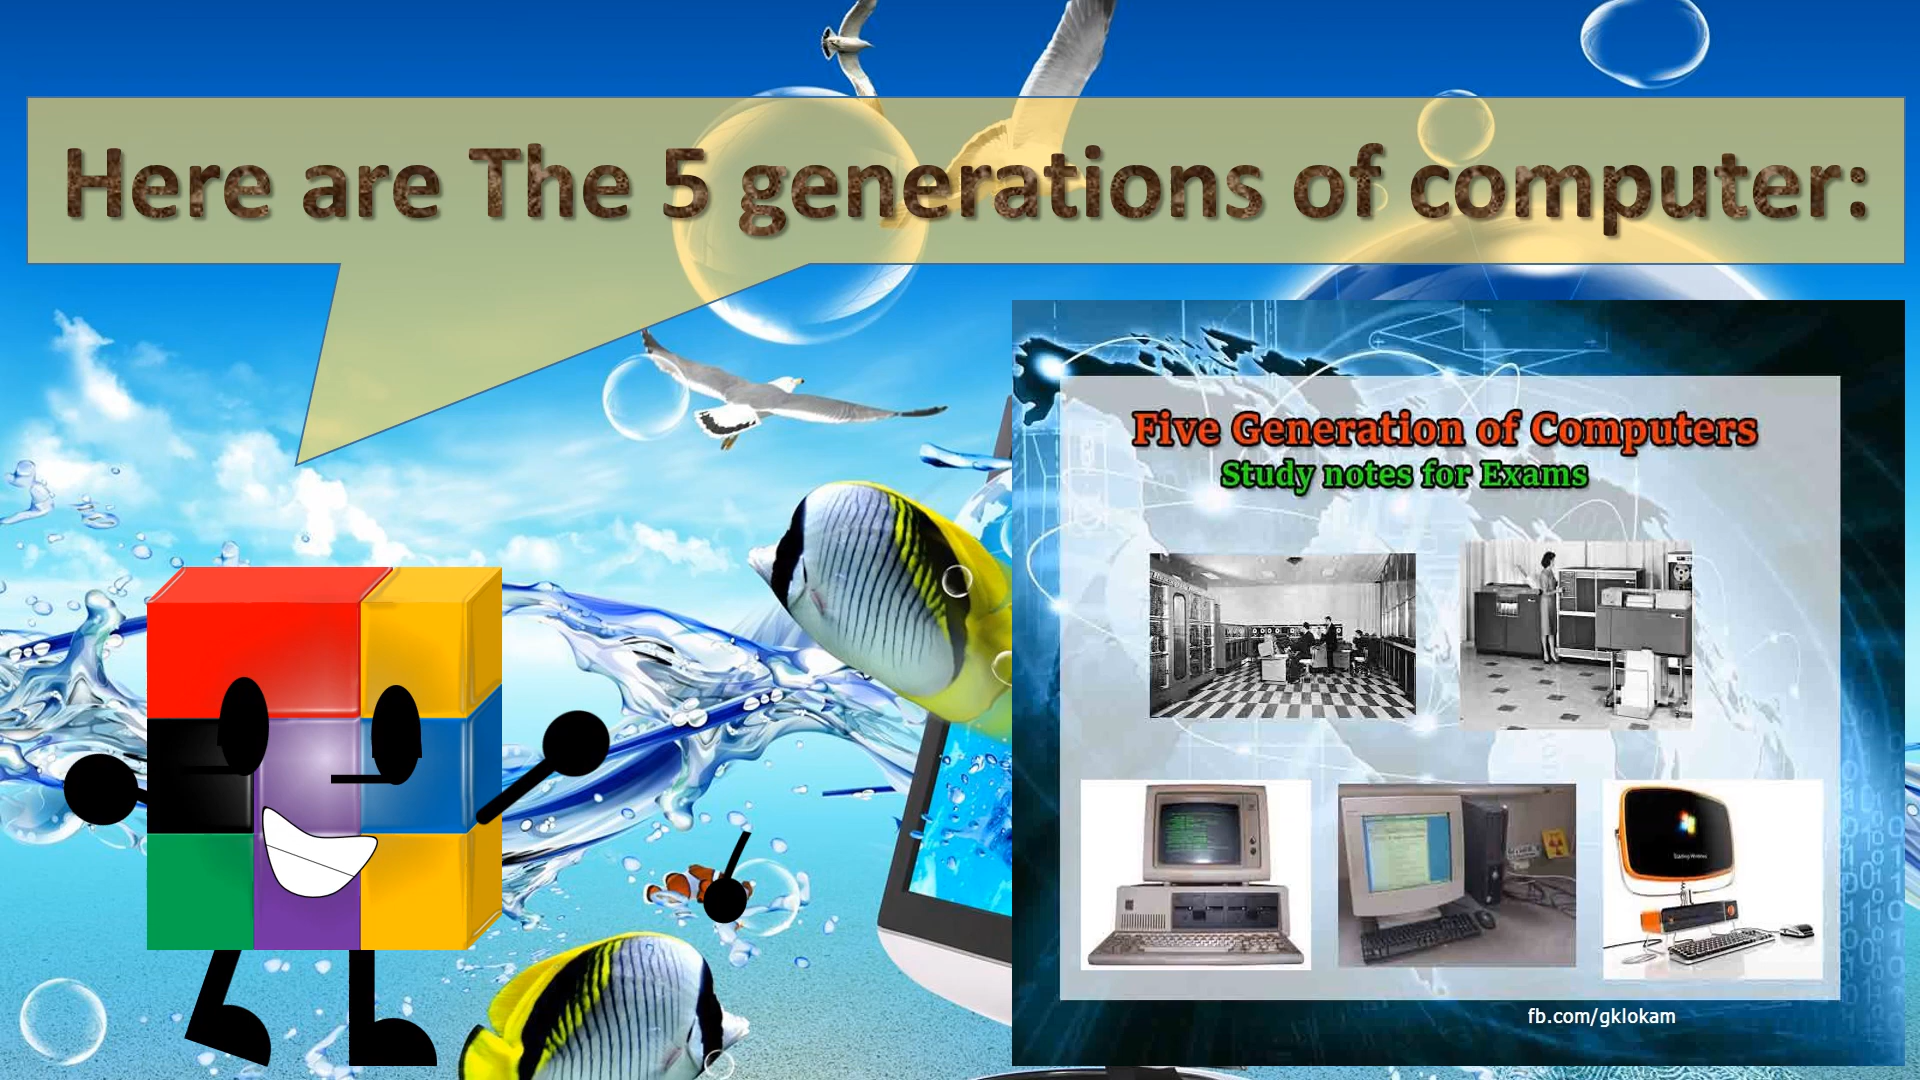 Here are The 5 generations of computer:
Five Generation of Computers
Study notes for Exams
fb.com/gklokam